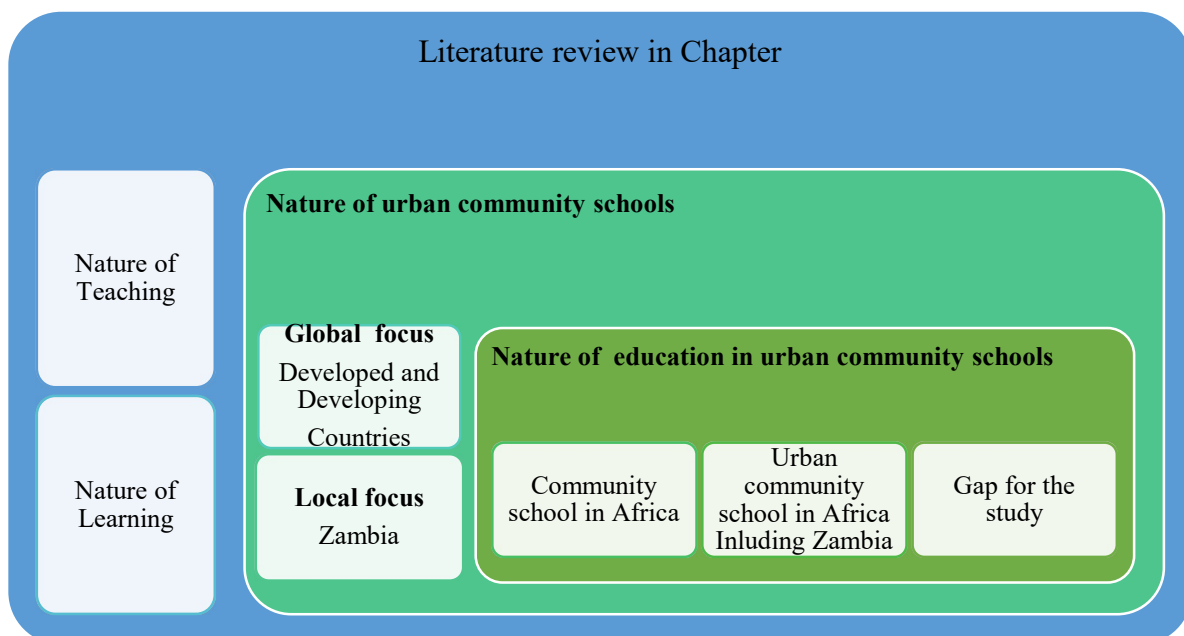 Literature review in Chapter
Nature of
Teaching
Nature of
Learning
Nature of urban community schools
Global focus
Developed and
Developing
Countries
Local focus
Zambia
Nature of education in urban community schools
Community
school in Africa
Urban
community
school in Africa
Inluding Zambia
Gap for the
study